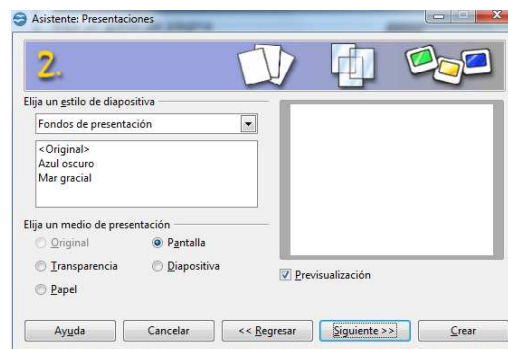 Asistente: Presentaciones
2.
Elija un estilo de diapositiva
Fondos de presentación
<Original>
Azul oscuro
Mar gracial
Elija un medio de presentación
Original
Pantalla
Transparencia
Diapositiva
Papel
Previsualización
Ayuda
Cancelar
<< Regresar
Siguiente >>
Crear